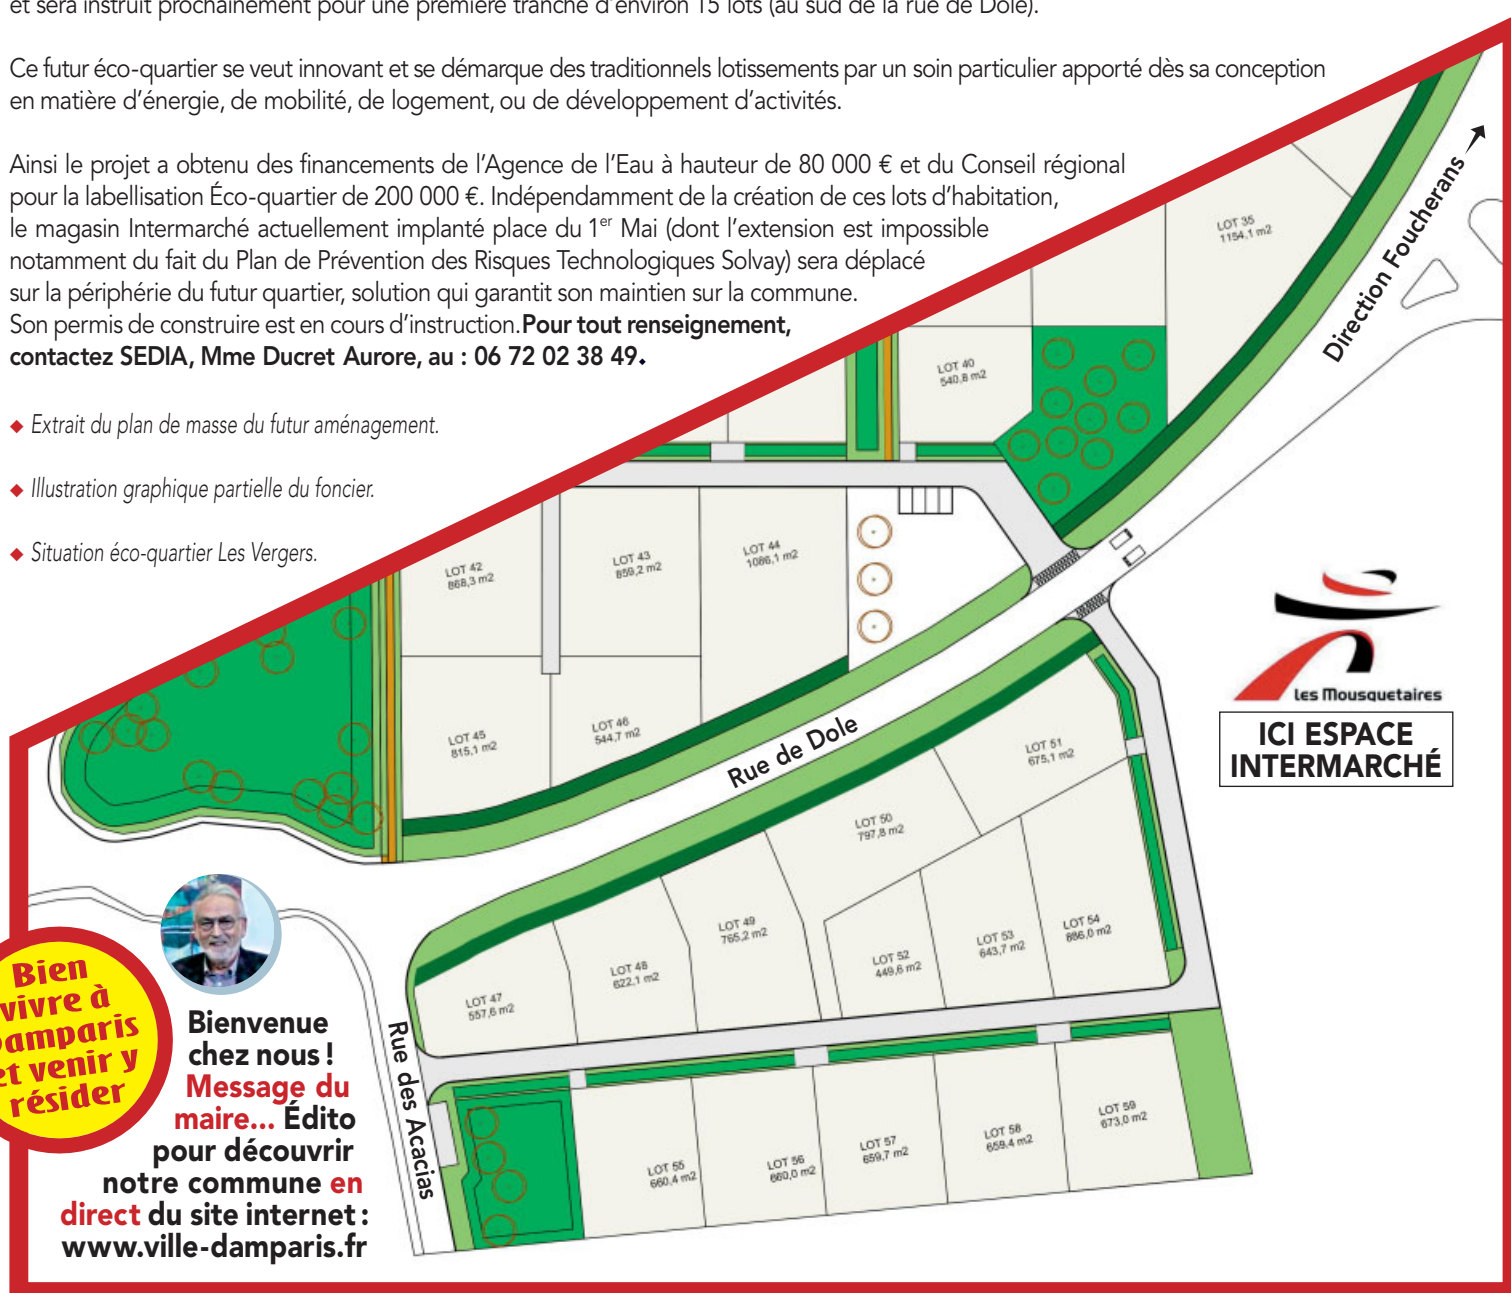 et sera instruit prochainement pour une première tranche d'environ 15 lots (au sud de la rue de Dole).
Ce futur éco-quartier se veut innovant et se démarque des traditionnels lotissements par un soin particulier apporté dès sa conception
en matière d'énergie, de mobilité, de logement, ou de développement d'activités.
Ainsi le projet a obtenu des financements de l'Agence de l'Eau à hauteur de 80 000 € et du Conseil régional
pour la labellisation Éco-quartier de 200 000 €. Indépendamment de la création de ces lots d'habitation,
le magasin Intermarché actuellement implanté place du 1er Mai (dont l'extension est impossible
notamment du fait du Plan de Prévention des Risques Technologiques Solvay) sera déplacé
sur la périphérie du futur quartier, solution qui garantit son maintien sur la commune.
Son permis de construire est en cours d'instruction.Pour tout renseignement,
contactez SEDIA, Mme Ducret Aurore, au : 06 72 02 38 49.
◆ Extrait du plan de masse du futur aménagement.
◆ Illustration graphique partielle du foncier.
◆ Situation éco-quartier Les Vergers.
LOT 35
1154,1 m2
Direction Foucherans
LOT 40
540,8 m2
LOT 42
868,3 m2
LOT 43
859,2 m2
LOT 44
1086,1 m2
LOT 45
815,1 m2
LOT 46
544,7 m2
Rue de Dole
les Mousquetaires
ICI ESPACE
INTERMARCHÉ
LOT 51
675,1 m2
LOT 50
797,8 m2
LOT 49
765,2 m2
LOT 48
622,1 m2
LOT 47
557,6 m2
LOT 52
449,6 m2
LOT 53
643,7 m2
LOT 54
686,0 m2
Rue des Acacias
LOT 55
660,4 m2
LOT 56
660,0 m2
LOT 57
659,7 m2
LOT 58
659,4 m2
LOT 59
673,0 m2
Bien
vivre à
Damparis
et venir y
résider
Bienvenue
chez nous !
Message du
maire... Édito
pour découvrir
notre commune en
direct du site internet :
www.ville-damparis.fr